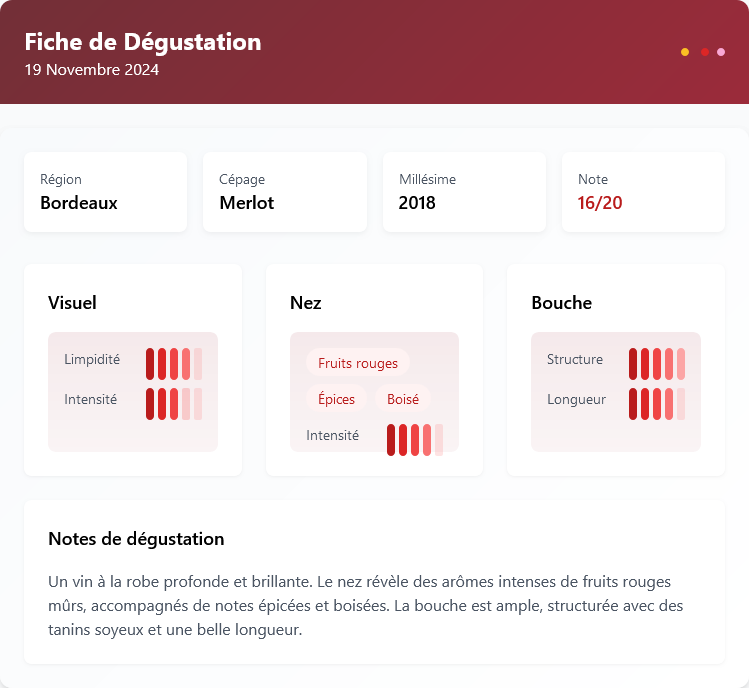 Fiche de Dégustation
19 Novembre 2024
Région
Bordeaux
Cépage
Merlot
Millésime
2018
Note
16/20
Visuel
Limpidité
Intensité
Nez
Fruits rouges
Épices
Boisé
Intensité
Bouche
Structure
Longueur
Notes de dégustation
Un vin à la robe profonde et brillante. Le nez révèle des arômes intenses de fruits rouges
mûrs, accompagnés de notes épicées et boisées. La bouche est ample, structurée avec des
tanins soyeux et une belle longueur.